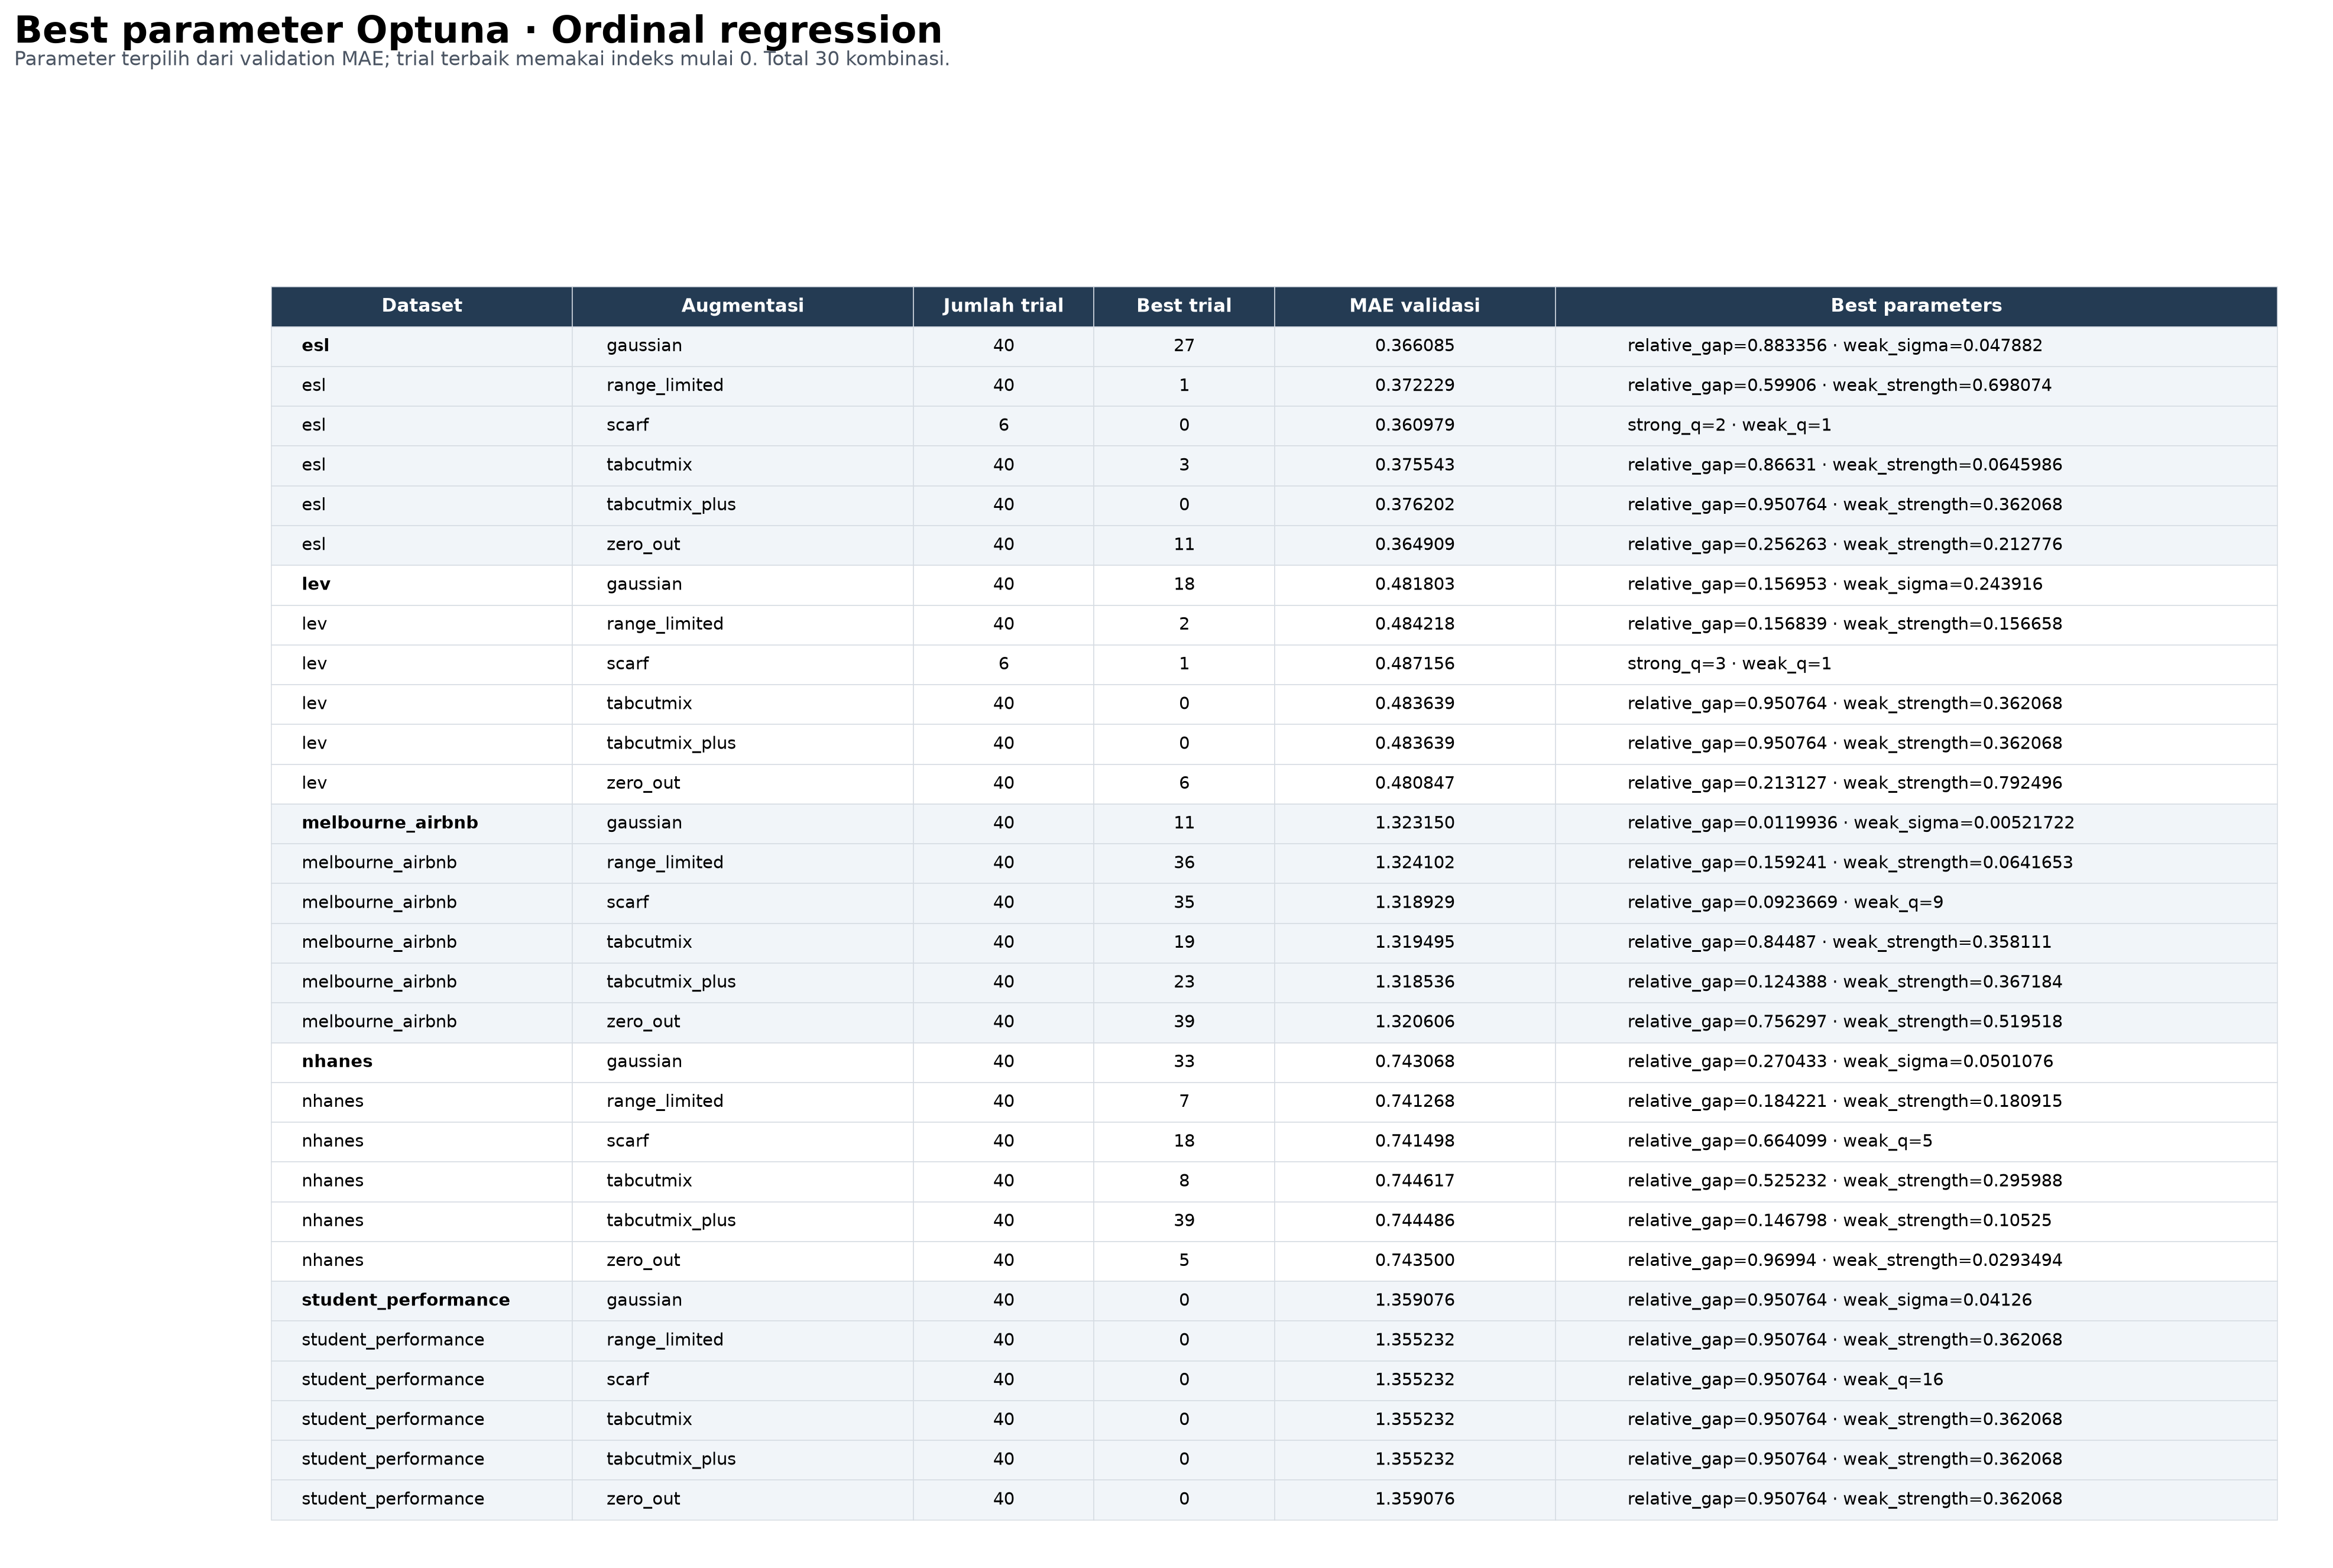 Best parameter Optuna · Ordinal regression
Parameter terpilih dari validation MAE; trial terbaik memakai indeks mulai 0. Total 30 kombinasi.
Dataset Augmentasi Jumlah trial Best trial MAE validasi Best parameters
esl gaussian 40 27 0.366085 relative_gap=0.883356 · weak_sigma=0.047882
esl range_limited 40 1 0.372229 relative_gap=0.59906 · weak_strength=0.698074
esl scarf 6 0 0.360979 strong_q=2 · weak_q=1
esl tabcutmix 40 3 0.375543 relative_gap=0.86631 · weak_strength=0.0645986
esl tabcutmix_plus 40 0 0.376202 relative_gap=0.950764 · weak_strength=0.362068
esl zero_out 40 11 0.364909 relative_gap=0.256263 · weak_strength=0.212776
lev gaussian 40 18 0.481803 relative_gap=0.156953 · weak_sigma=0.243916
lev range_limited 40 2 0.484218 relative_gap=0.156839 · weak_strength=0.156658
lev scarf 6 1 0.487156 strong_q=3 · weak_q=1
lev tabcutmix 40 0 0.483639 relative_gap=0.950764 · weak_strength=0.362068
lev tabcutmix_plus 40 0 0.483639 relative_gap=0.950764 · weak_strength=0.362068
lev zero_out 40 6 0.480847 relative_gap=0.213127 · weak_strength=0.792496
melbourne_airbnb gaussian 40 11 1.323150 relative_gap=0.0119936 · weak_sigma=0.00521722
melbourne_airbnb range_limited 40 36 1.324102 relative_gap=0.159241 · weak_strength=0.0641653
melbourne_airbnb scarf 40 35 1.318929 relative_gap=0.0923669 · weak_q=9
melbourne_airbnb tabcutmix 40 19 1.319495 relative_gap=0.84487 · weak_strength=0.358111
melbourne_airbnb tabcutmix_plus 40 23 1.318536 relative_gap=0.124388 · weak_strength=0.367184
melbourne_airbnb zero_out 40 39 1.320606 relative_gap=0.756297 · weak_strength=0.519518
nhanes gaussian 40 33 0.743068 relative_gap=0.270433 · weak_sigma=0.0501076
nhanes range_limited 40 7 0.741268 relative_gap=0.184221 · weak_strength=0.180915
nhanes scarf 40 18 0.741498 relative_gap=0.664099 · weak_q=5
nhanes tabcutmix 40 8 0.744617 relative_gap=0.525232 · weak_strength=0.295988
nhanes tabcutmix_plus 40 39 0.744486 relative_gap=0.146798 · weak_strength=0.10525
nhanes zero_out 40 5 0.743500 relative_gap=0.96994 · weak_strength=0.0293494
student_performance gaussian 40 0 1.359076 relative_gap=0.950764 · weak_sigma=0.04126
student_performance range_limited 40 0 1.355232 relative_gap=0.950764 · weak_strength=0.362068
student_performance scarf 40 0 1.355232 relative_gap=0.950764 · weak_q=16
student_performance tabcutmix 40 0 1.355232 relative_gap=0.950764 · weak_strength=0.362068
student_performance tabcutmix_plus 40 0 1.355232 relative_gap=0.950764 · weak_strength=0.362068
student_performance zero_out 40 0 1.359076 relative_gap=0.950764 · weak_strength=0.362068